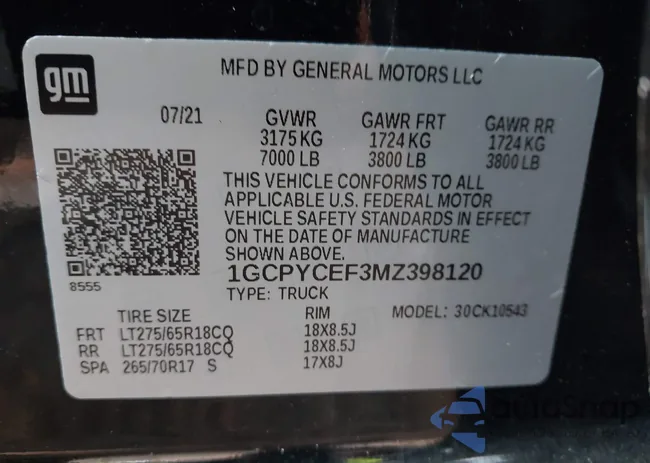 gm
MFD BY GENERAL MOTORS LLC
07/21 GVWR GAWR FRT GAWR RR
3175 KG 1724 KG 1724 KG
7000 LB 3800 LB 3800 LB
THIS VEHICLE CONFORMS TO ALL
APPLICABLE U.S. FEDERAL MOTOR
VEHICLE SAFETY STANDARDS IN EFFECT
ON THE DATE OF MANUFACTURE
SHOWN ABOVE.
8555
1GCPYCEF3MZ398120
TYPE: TRUCK
TIRE SIZE RIM MODEL: 30CK10543
FRT LT275/65R18CQ 18X8.5J
RR LT275/65R18CQ 18X8.5J
SPA 265/70R17 S 17X8J
AutoSnap